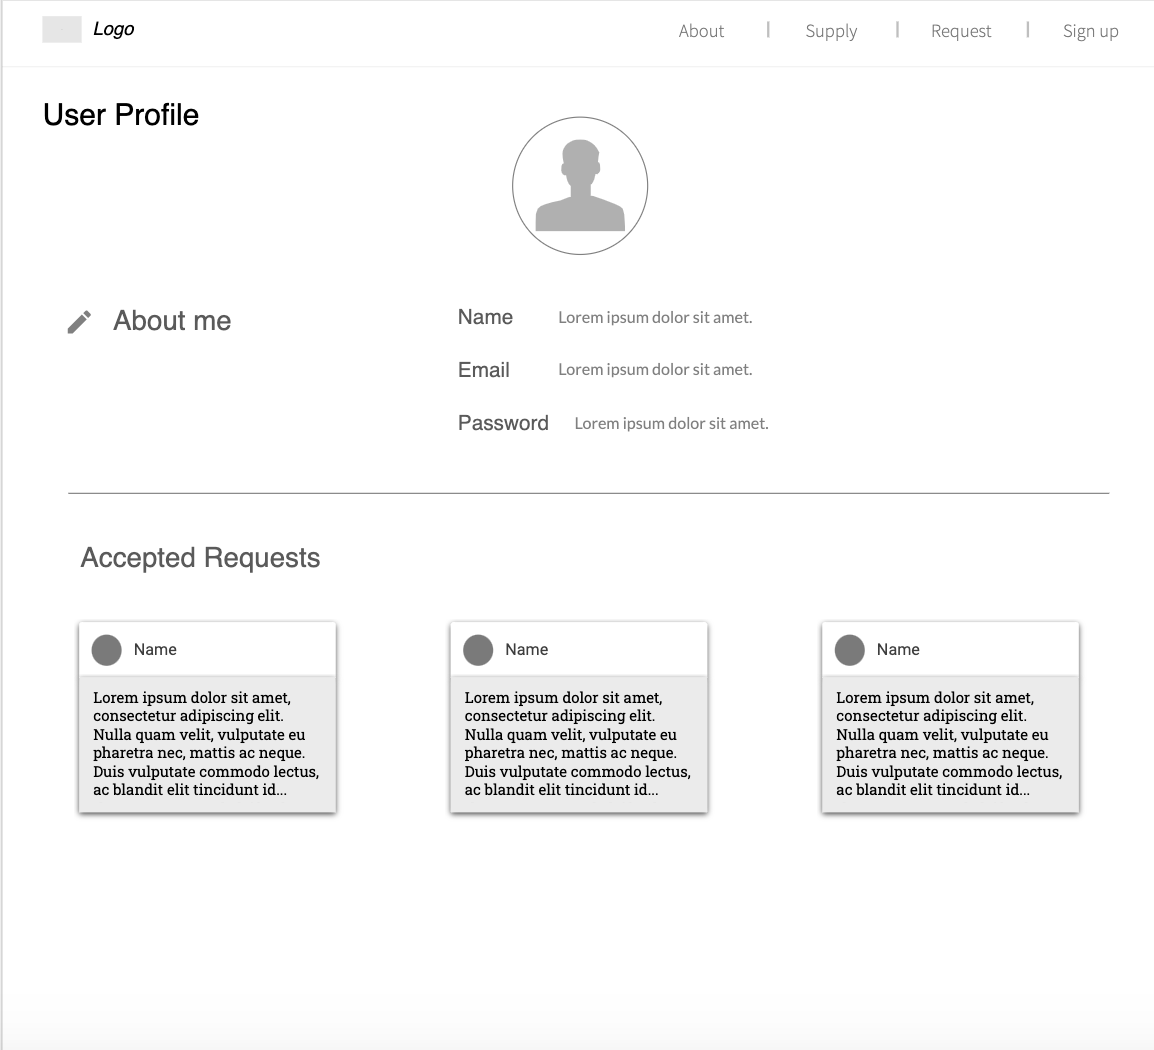 Logo
About | Supply | Request | Sign up
User Profile
About me
Name Lorem ipsum dolor sit amet.
Email Lorem ipsum dolor sit amet.
Password Lorem ipsum dolor sit amet.
Accepted Requests
Name
Lorem ipsum dolor sit amet,
consectetur adipiscing elit.
Nulla quam velit, vulputate eu
pharetra nec, mattis ac neque.
Duis vulputate commodo lectus,
ac blandit elit tincidunt id...
Name
Lorem ipsum dolor sit amet,
consectetur adipiscing elit.
Nulla quam velit, vulputate eu
pharetra nec, mattis ac neque.
Duis vulputate commodo lectus,
ac blandit elit tincidunt id...
Name
Lorem ipsum dolor sit amet,
consectetur adipiscing elit.
Nulla quam velit, vulputate eu
pharetra nec, mattis ac neque.
Duis vulputate commodo lectus,
ac blandit elit tincidunt id...